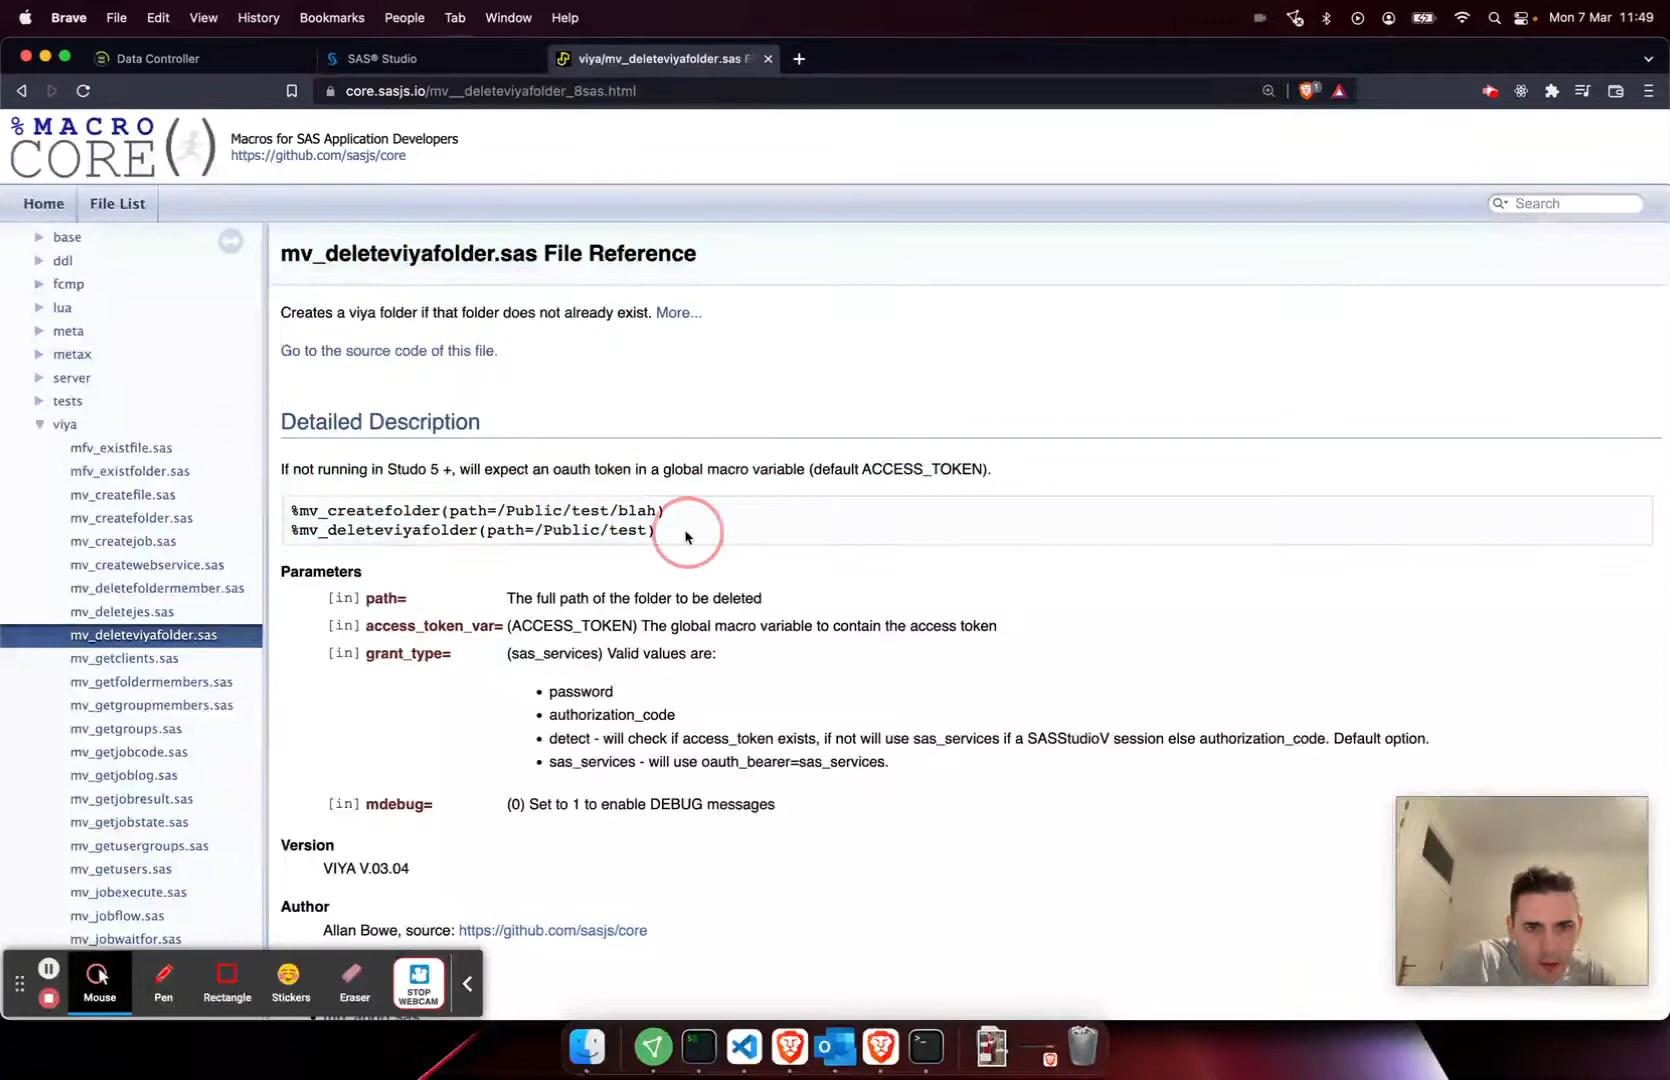 Brave File Edit View History Bookmarks People Tab Window Help Mon 7 Mar 11:49
Data Controller SAS® Studio viya/mv_deleteviyafolder.sas
core.sasjs.io/mv__deleteviyafolder_8sas.html
%MACRO
CORE()
Macros for SAS Application Developers
https://github.com/sasjs/core
Home File List Search
base
ddl
fcmp
lua
meta
metax
server
tests
viya
mfv_existfile.sas
mfv_existfolder.sas
mv_createfile.sas
mv_createfolder.sas
mv_createjob.sas
mv_createwebservice.sas
mv_deletefoldermember.sas
mv_deletejes.sas
mv_deleteviyafolder.sas
mv_getclients.sas
mv_getfoldermembers.sas
mv_getgroupmembers.sas
mv_getgroups.sas
mv_getjobcode.sas
mv_getjoblog.sas
mv_getjobresult.sas
mv_getjobstate.sas
mv_getusergroups.sas
mv_getusers.sas
mv_jobexecute.sas
mv_jobflow.sas
mv_jobwaitfor.sas
mv_deleteviyafolder.sas File Reference
Creates a viya folder if that folder does not already exist. More...
Go to the source code of this file.
Detailed Description
If not running in Studo 5 +, will expect an oauth token in a global macro variable (default ACCESS_TOKEN).
%mv_createfolder(path=/Public/test/blah)
%mv_deleteviyafolder(path=/Public/test)
Parameters
[in] path= The full path of the folder to be deleted
[in] access_token_var= (ACCESS_TOKEN) The global macro variable to contain the access token
[in] grant_type= (sas_services) Valid values are:
• password
• authorization_code
• detect - will check if access_token exists, if not will use sas_services if a SASStudioV session else authorization_code. Default option.
• sas_services - will use oauth_bearer=sas_services.
[in] mdebug= (0) Set to 1 to enable DEBUG messages
Version
VIYA V.03.04
Author
Allan Bowe, source: https://github.com/sasjs/core
Mouse Pen Rectangle Stickers Eraser STOP WEBCAM